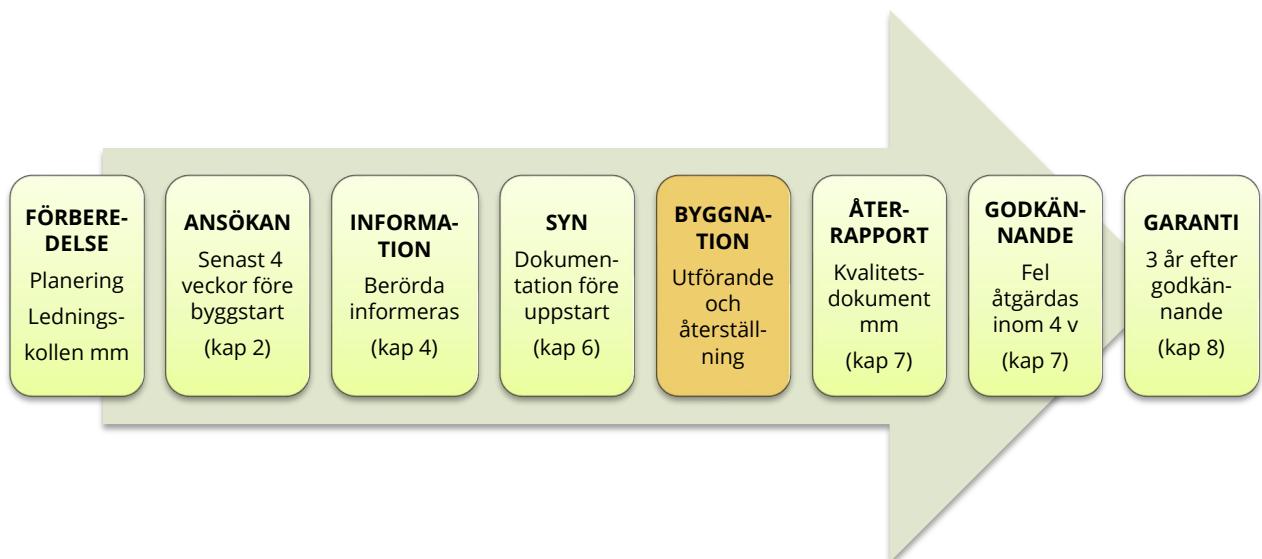 FÖRBERE-
DELSE
Planering
Lednings-
kollen mm
ANSÖKAN
Senast 4
veckor före
byggstart
(kap 2)
INFORMA-
TION
Berörda
informeras
(kap 4)
SYN
Dokumen-
tation före
uppstart
(kap 6)
BYGGNA-
TION
Utförande
och
återställ-
ning
ÅTER-
RAPPORT
Kvalitets-
dokument
mm
(kap 7)
GODKÄN-
NANDE
Fel
åtgärdas
inom 4 v
(kap 7)
GARANTI
3 år efter
godkän-
nande
(kap 8)